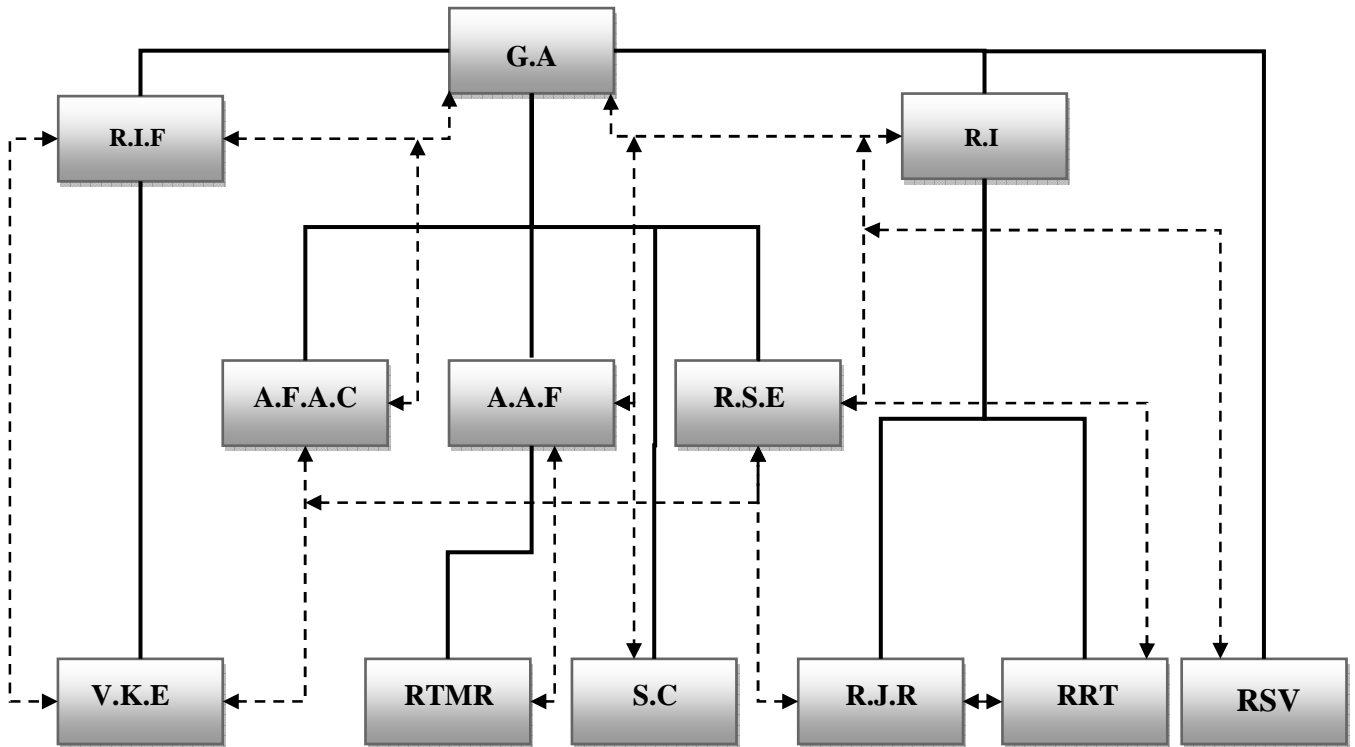 G.A
R.I.F
R.I
A.F.A.C
A.A.F
R.S.E
V.K.E
RTMR
S.C
R.J.R
RRT
RSV